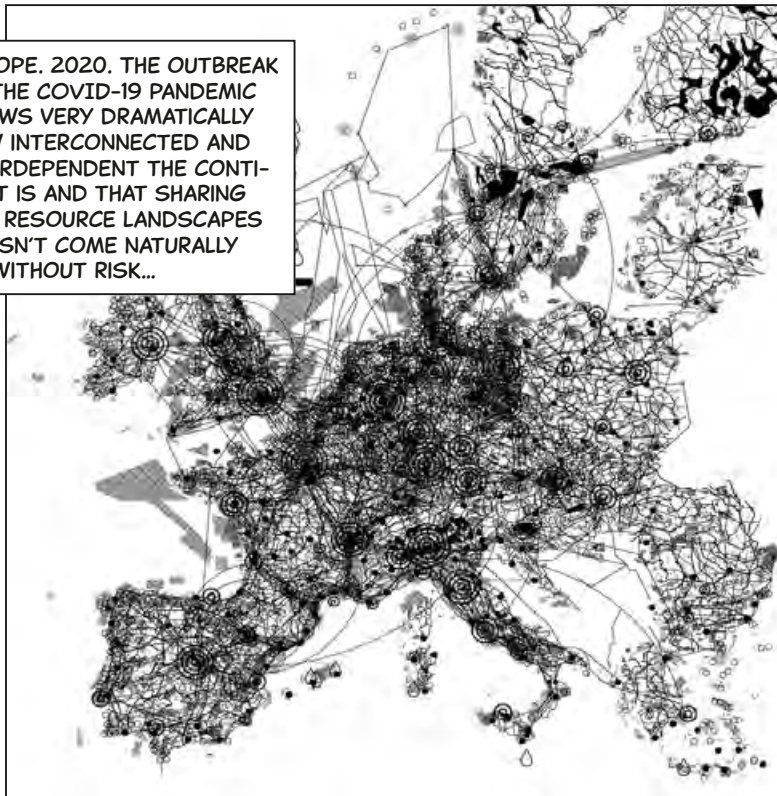 OPE. 2020. THE OUTBREAK
THE COVID-19 PANDEMIC
WS VERY DRAMATICALLY
INTERCONNECTED AND
RDEPENDENT THE CONTI-
T IS AND THAT SHARING
RESOURCE LANDSCAPES
SN'T COME NATURALLY
WITHOUT RISK...